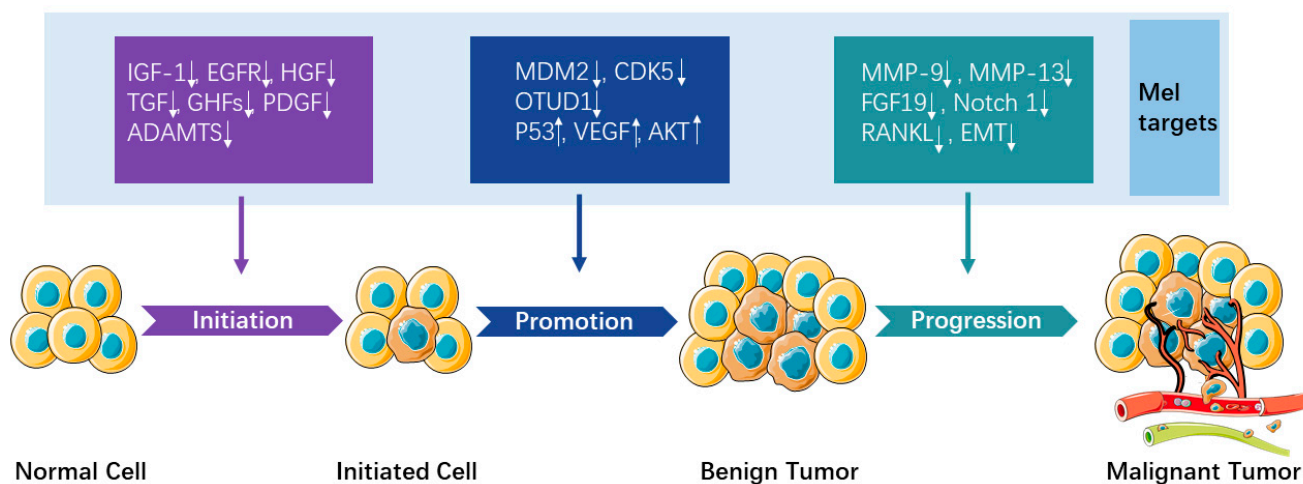 IGF-1↓, EGFR↓, HGF↓
TGF↓, GHFs↓, PDGF↓
ADAMTS↓
MDM2↓, CDK5↓
OTUD1↓
P53↑, VEGF↑, AKT↑
MMP-9↓, MMP-13↓
FGF19↓, Notch 1↓
RANKL↓, EMT↓
Mel
targets
Initiation
Promotion
Progression
Normal Cell
Initiated Cell
Benign Tumor
Malignant Tumor